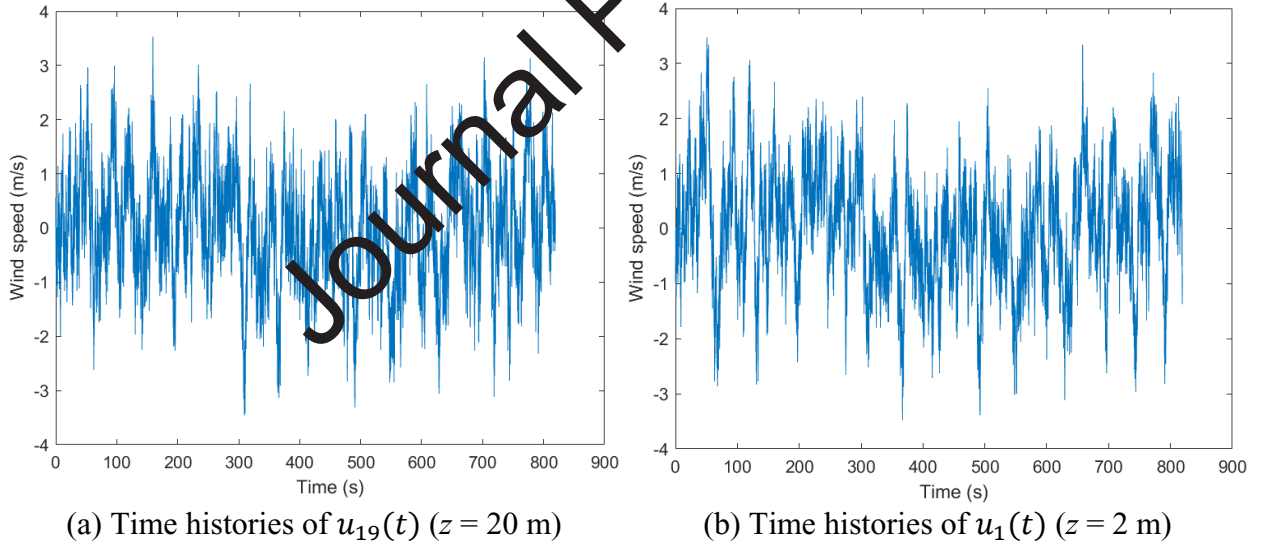 Journal P
4
3
2
1
0
-1
-2
-3
-4
Wind speed (m/s)
0 100 200 300 400 500 600 700 800 900
Time (s)
(a) Time histories of u₁₉(t) (z = 20 m)
4
3
2
1
0
-1
-2
-3
-4
Wind speed (m/s)
0 100 200 300 400 500 600 700 800 900
Time (s)
(b) Time histories of u₁(t) (z = 2 m)